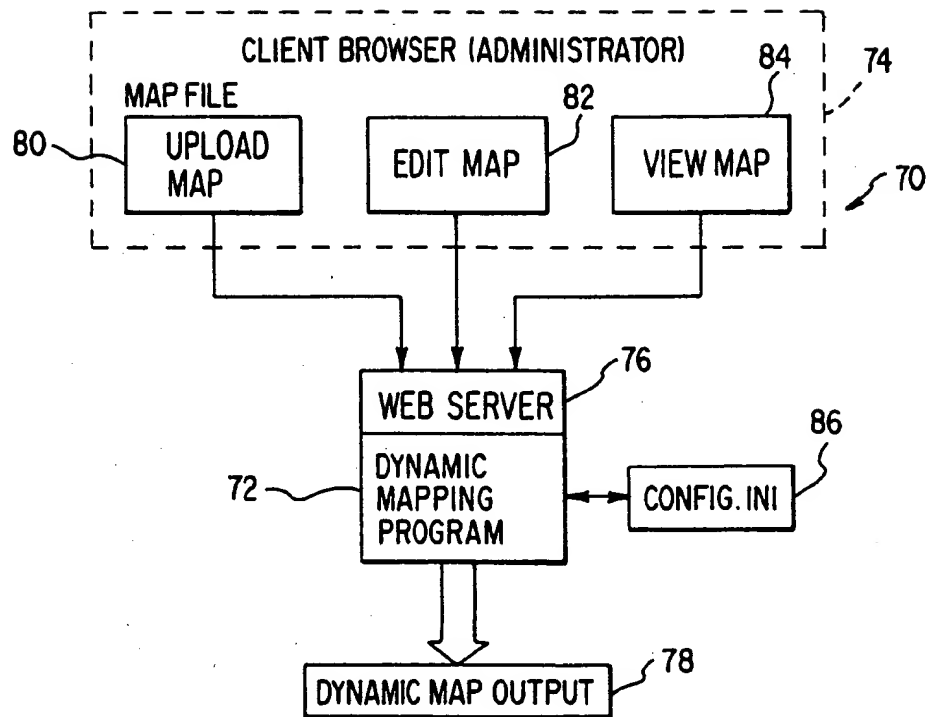 CLIENT BROWSER (ADMINISTRATOR)
84
74
MAP FILE
82
80
UPLOAD
MAP
EDIT MAP
VIEW MAP
70
76
WEB SERVER
86
72
DYNAMIC
MAPPING
PROGRAM
CONFIG. INI
78
DYNAMIC MAP OUTPUT